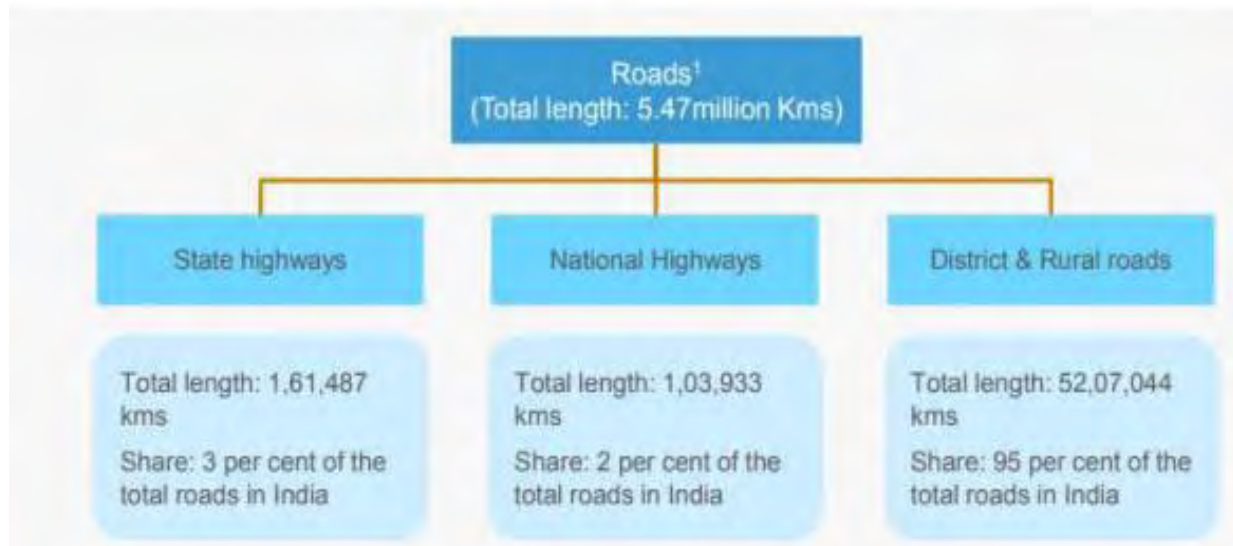 Roads¹
(Total length: 5.47million Kms)
State highways
National Highways
District & Rural roads
Total length: 1,61,487
kms
Share: 3 per cent of the
total roads in India
Total length: 1,03,933
kms
Share: 2 per cent of the
total roads in India
Total length: 52,07,044
kms
Share: 95 per cent of the
total roads in India